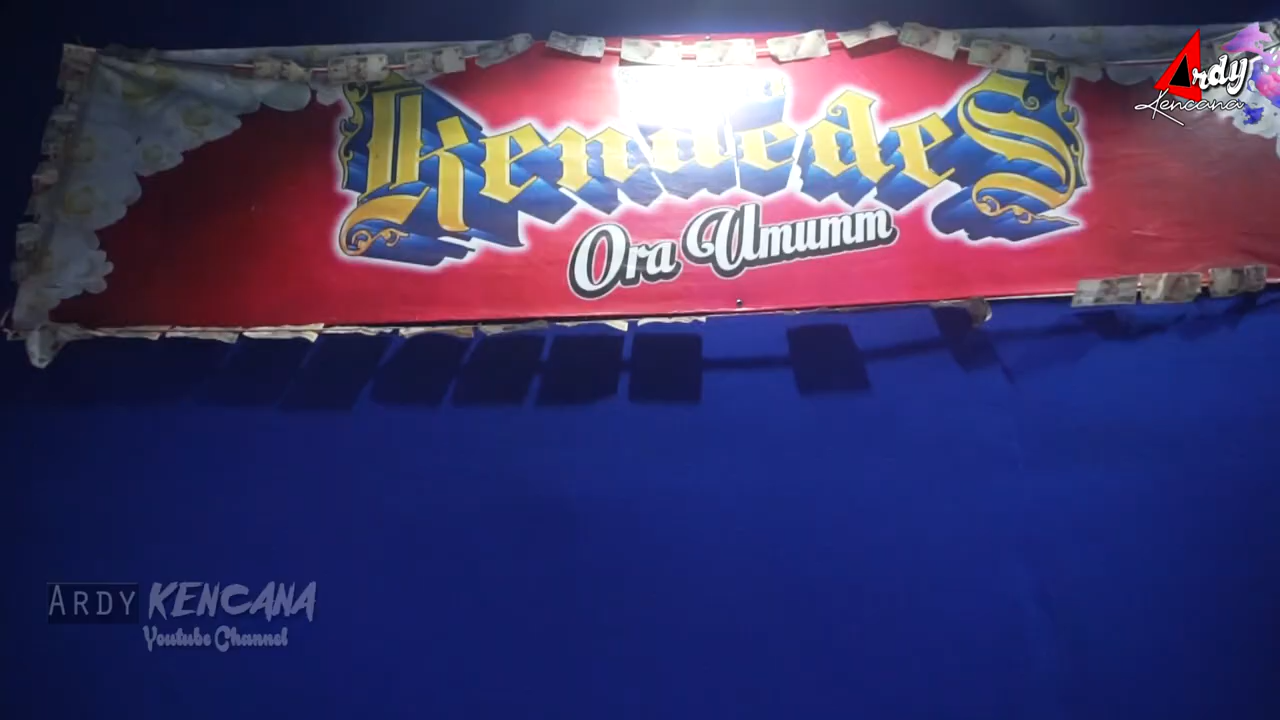 Ardy
Kencana
KendedeS
Ora Umumm
ARDY KENCANA
Youtube Channel